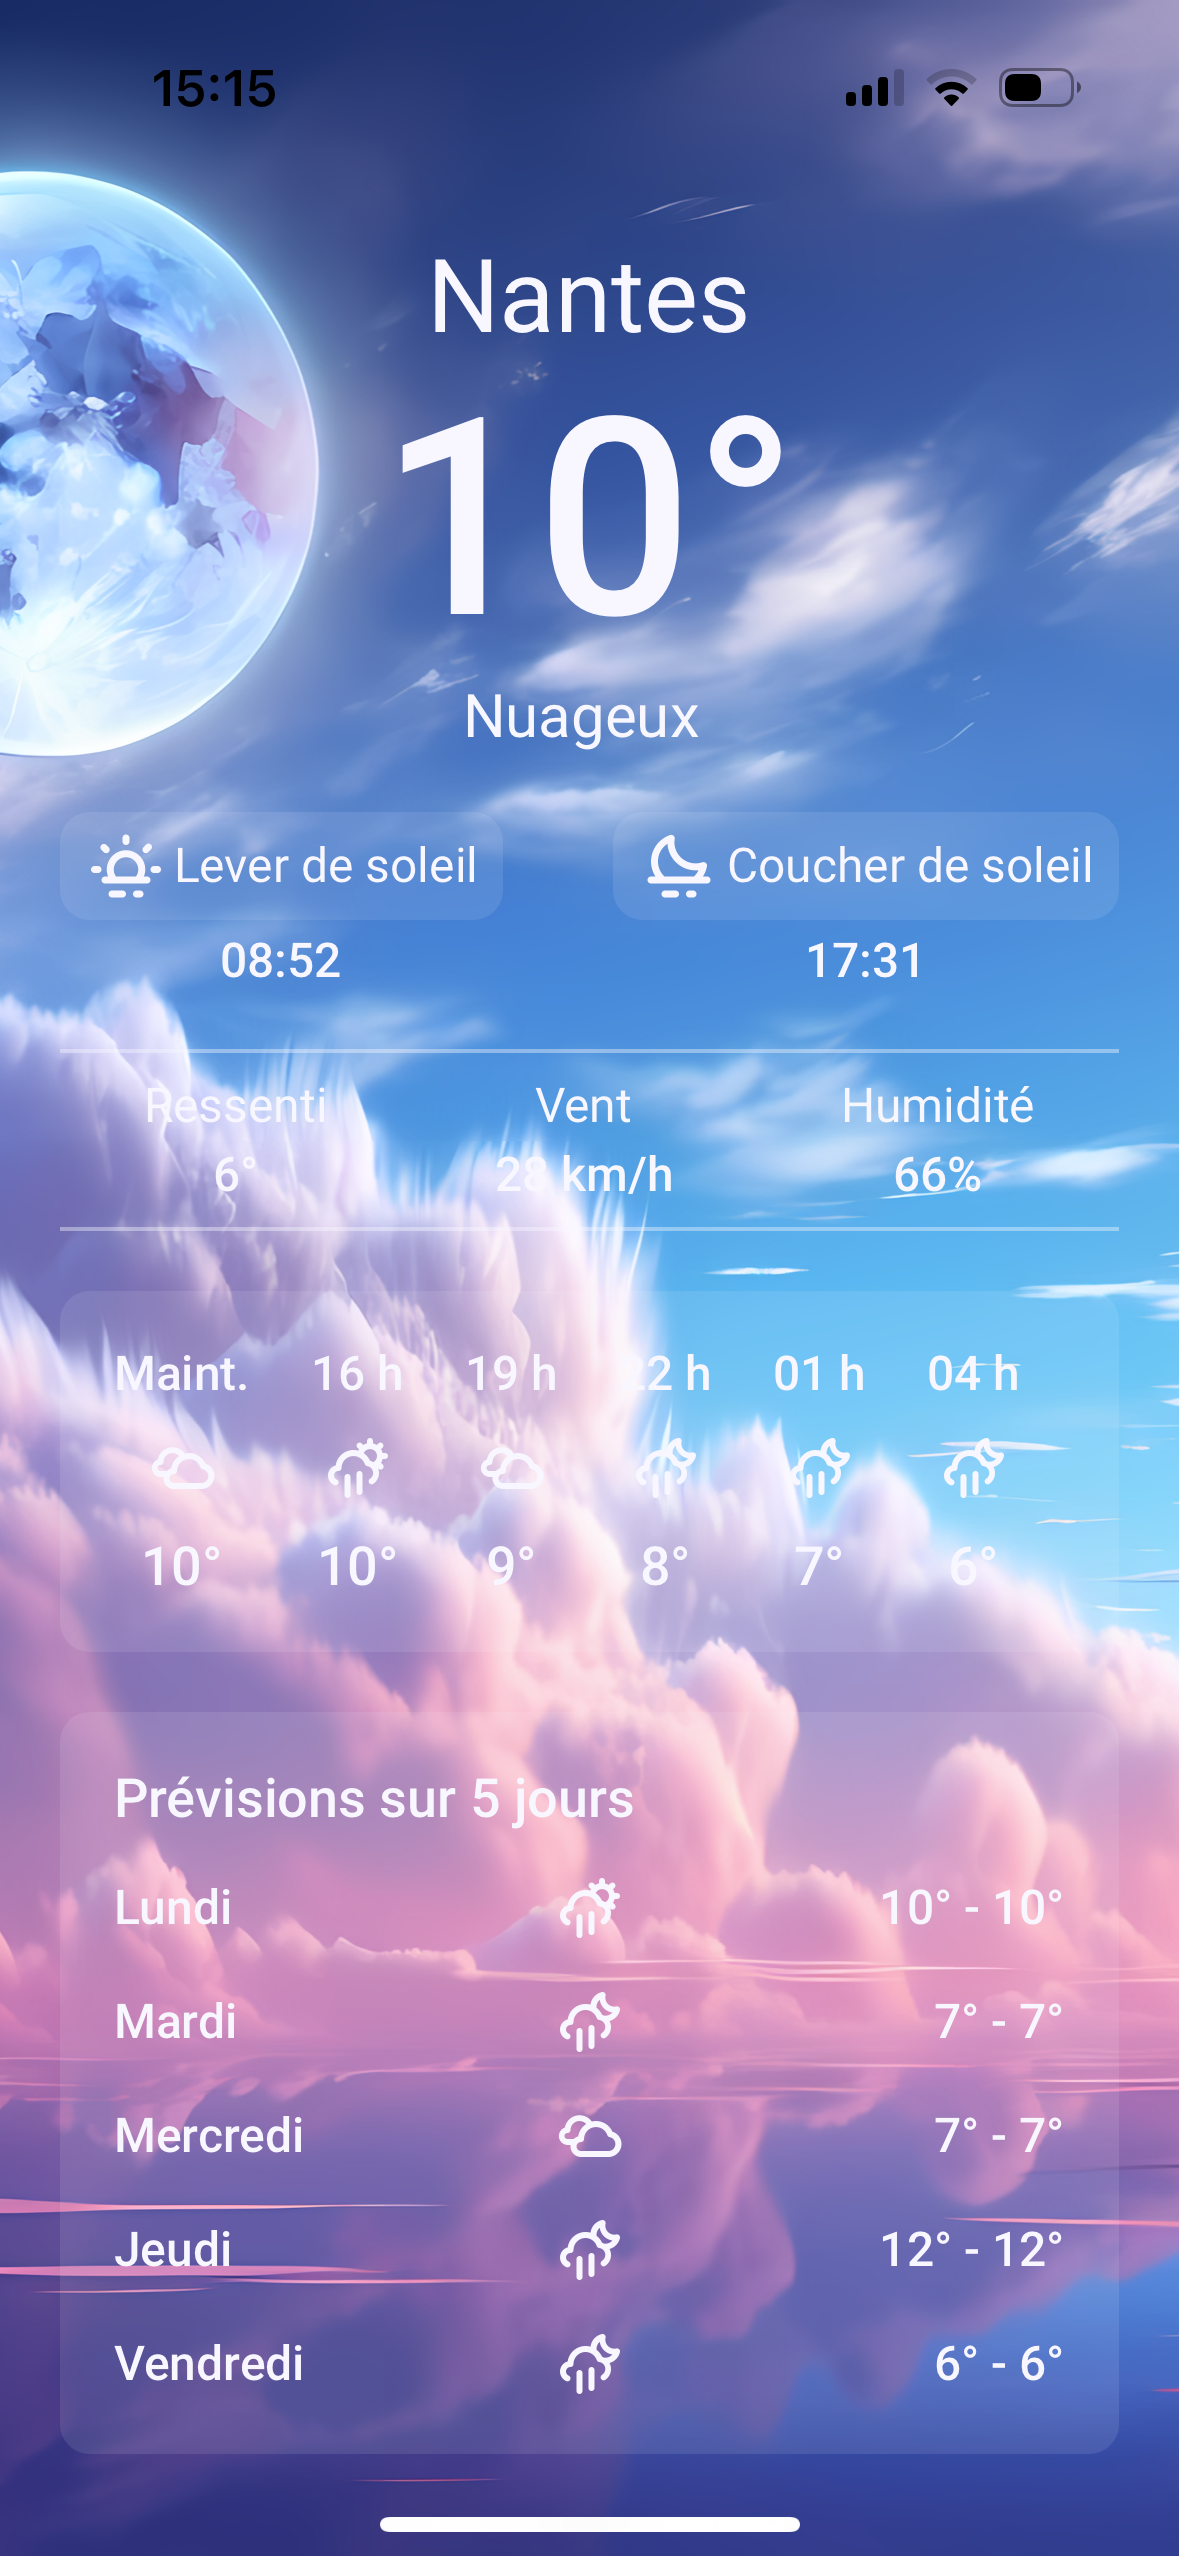 15:15
Nantes
10°
Nuageux
Lever de soleil Coucher de soleil
08:52 17:31
Ressenti Vent Humidité
6° 28 km/h 66%
Maint. 16 h 19 h 22 h 01 h 04 h
10° 10° 9° 8° 7° 6°
Prévisions sur 5 jours
Lundi 10° - 10°
Mardi 7° - 7°
Mercredi 7° - 7°
Jeudi 12° - 12°
Vendredi 6° - 6°